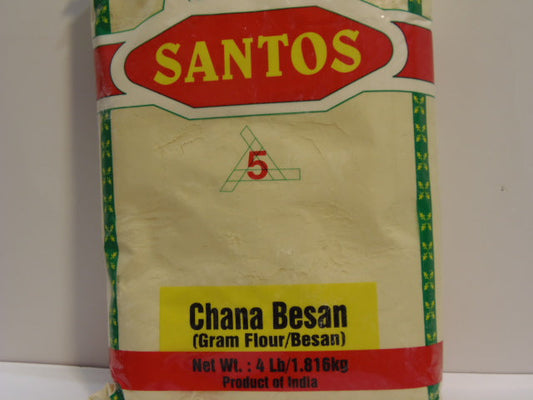 SANTOS
5
Chana Besan
(Gram Flour/Besan)
Net Wt. : 4 Lb/1.816kg
Product of India